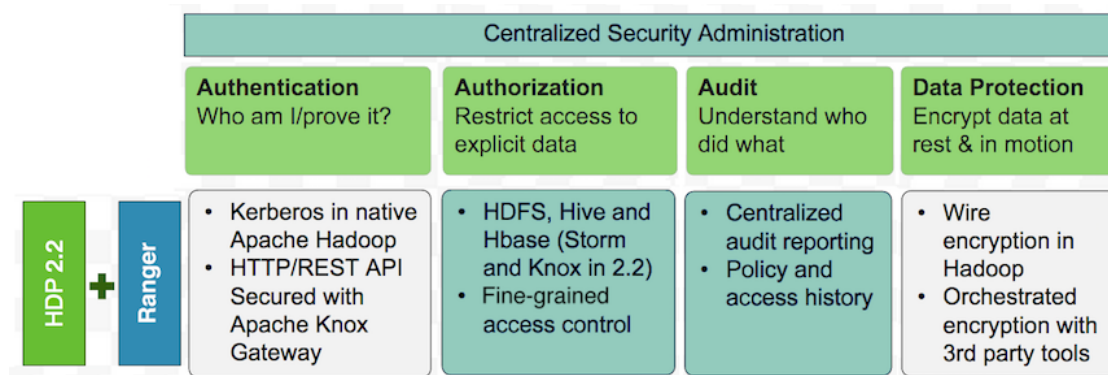 Centralized Security Administration
Authentication
Who am I/prove it?
Authorization
Restrict access to
explicit data
Audit
Understand who
did what
Data Protection
Encrypt data at
rest & in motion
HDP 2.2
+
Ranger
• Kerberos in native
Apache Hadoop
• HTTP/REST API
Secured with
Apache Knox
Gateway
• HDFS, Hive and
Hbase (Storm
and Knox in 2.2)
• Fine-grained
access control
• Centralized
audit reporting
• Policy and
access history
• Wire
encryption in
Hadoop
• Orchestrated
encryption with
3rd party tools